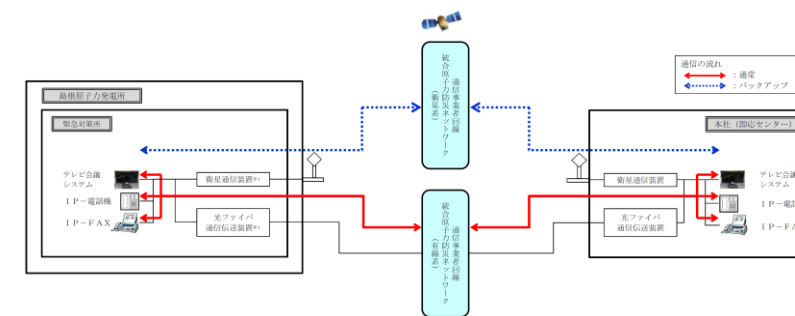 通信の流れ
:通常
:バックアップ
島根原子力発電所
緊急対策所
テレビ会議
システム
IP-電話機
IP-FAX
衛星通信装置※1
光ファイバ
通信伝送装置※1
通信事業者回線
統合原子力防災ネットワーク
(衛星系)
通信事業者回線
統合原子力防災ネットワーク
(有線系)
本社(即応センター)
衛星通信装置
光ファイバ
通信伝送装置
テレビ会議
システム
IP-電話
IP-FA